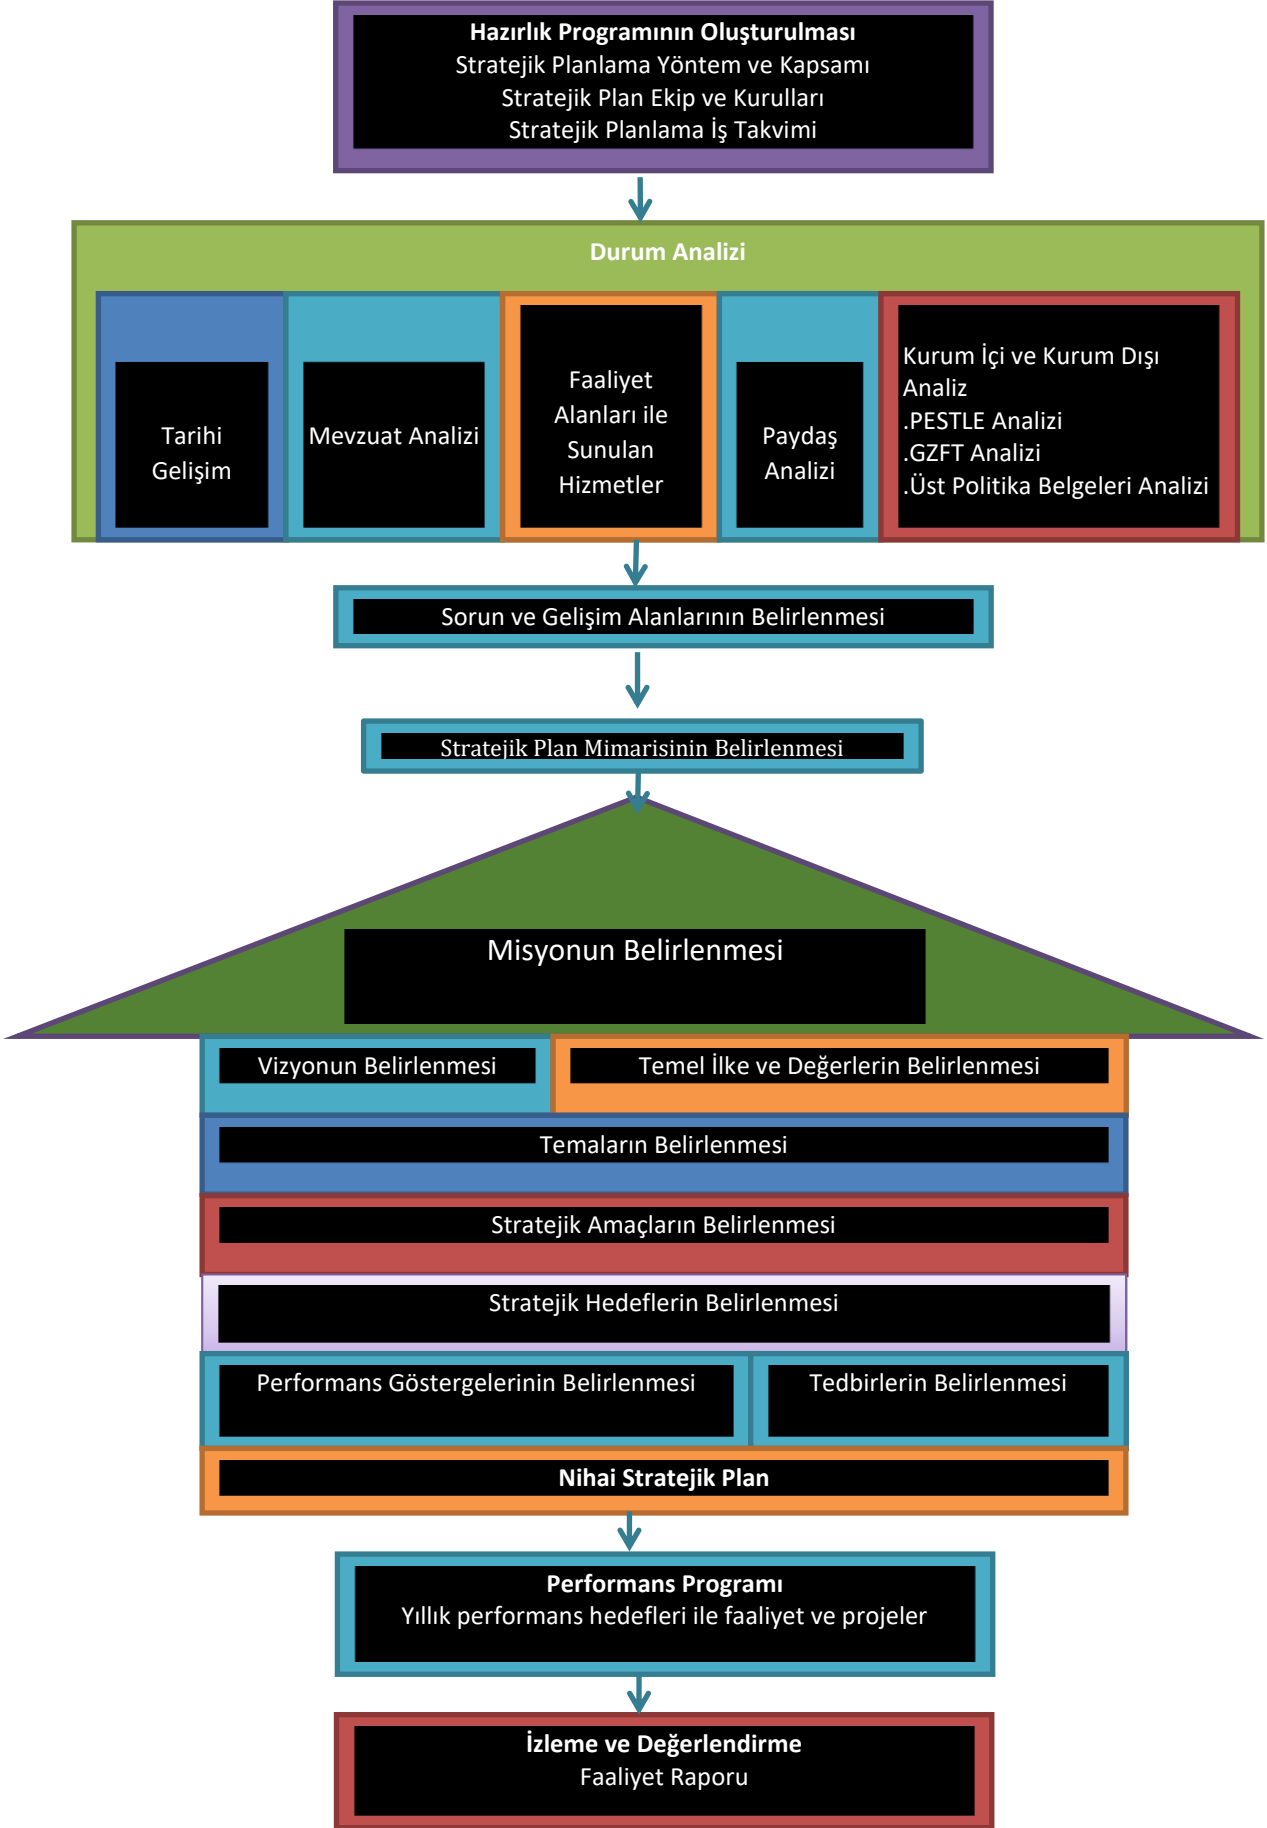 Hazırlık Programının Oluşturulması
Stratejik Planlama Yöntem ve Kapsamı
Stratejik Plan Ekip ve Kurulları
Stratejik Planlama İş Takvimi
Durum Analizi
Tarihi
Gelişim
Mevzuat Analizi
Faaliyet
Alanları ile
Sunulan
Hizmetler
Paydaş
Analizi
Kurum İçi ve Kurum Dışı
Analiz
.PESTLE Analizi
.GZFT Analizi
.Üst Politika Belgeleri Analizi
Sorun ve Gelişim Alanlarının Belirlenmesi
Stratejik Plan Mimarisinin Belirlenmesi
Misyonun Belirlenmesi
Vizyonun Belirlenmesi
Temel İlke ve Değerlerin Belirlenmesi
Temaların Belirlenmesi
Stratejik Amaçların Belirlenmesi
Stratejik Hedeflerin Belirlenmesi
Performans Göstergelerinin Belirlenmesi
Tedbirlerin Belirlenmesi
Nihai Stratejik Plan
Performans Programı
Yıllık performans hedefleri ile faaliyet ve projeler
İzleme ve Değerlendirme
Faaliyet Raporu